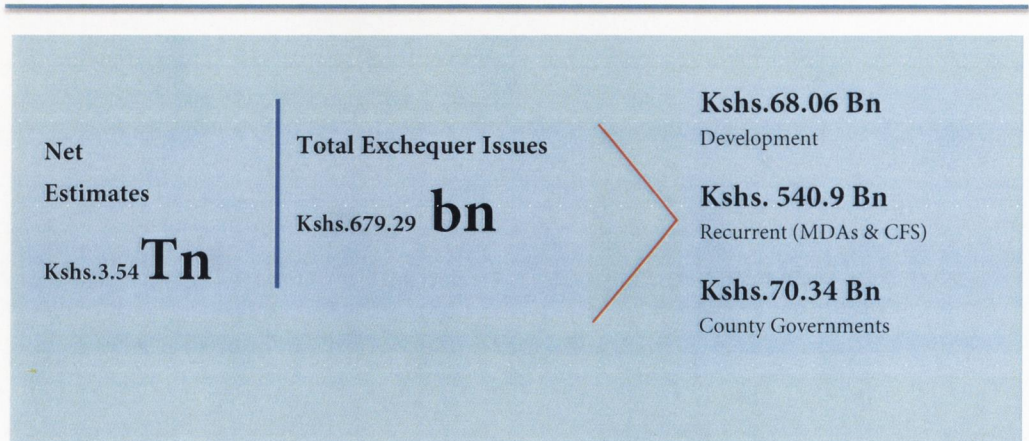 Net
Estimates
Kshs.3.54 Tn
Total Exchequer Issues
Kshs.679.29 bn
Kshs.68.06 Bn
Development
Kshs. 540.9 Bn
Recurrent (MDAs & CFS)
Kshs.70.34 Bn
County Governments